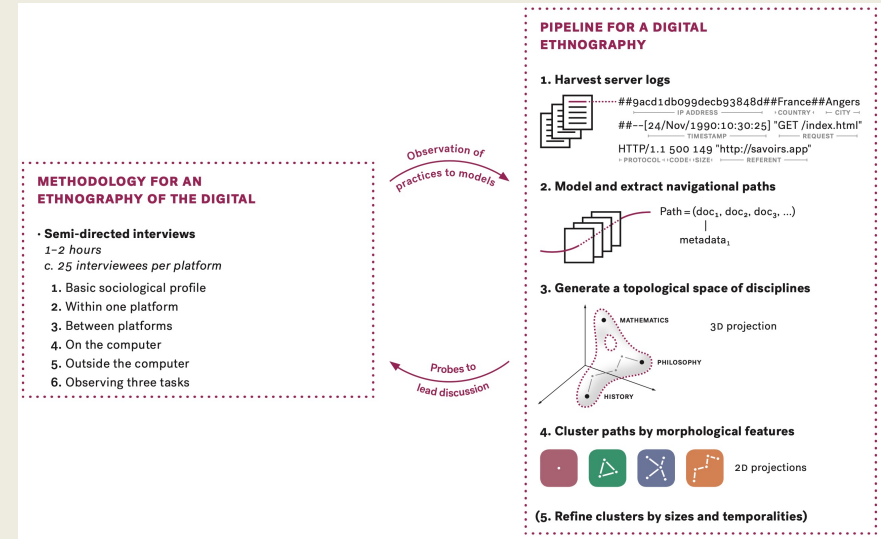 METHODOLOGY FOR AN
ETHNOGRAPHY OF THE DIGITAL
· Semi-directed interviews
1–2 hours
c. 25 interviewees per platform
1. Basic sociological profile
2. Within one platform
3. Between platforms
4. On the computer
5. Outside the computer
6. Observing three tasks
Observation of
practices to models
Probes to
lead discussion
PIPELINE FOR A DIGITAL
ETHNOGRAPHY
1. Harvest server logs
##9acd1db099decb93848d##France##Angers
IP ADDRESS COUNTRY CITY
##--[24/Nov/1990:10:30:25] "GET /index.html"
TIMESTAMP REQUEST
HTTP/1.1 500 149 "http://savoirs.app"
PROTOCOL CODE SIZE REFERENT
2. Model and extract navigational paths
Path = (doc₁, doc₂, doc₃, ...)
metadata₁
3. Generate a topological space of disciplines
MATHEMATICS
3D projection
PHILOSOPHY
HISTORY
4. Cluster paths by morphological features
2D projections
(5. Refine clusters by sizes and temporalities)